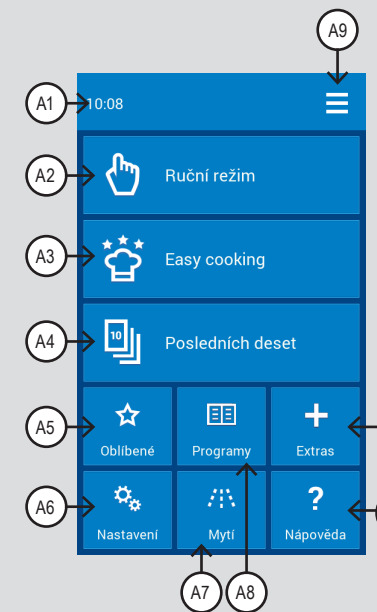 A9
A1
10:08
A2
Ruční režim
A3
Easy cooking
A4
10
Posledních deset
A5
Oblíbené
Programy
Extras
A6
Nastavení
Mytí
?
Nápověda
A7
A8